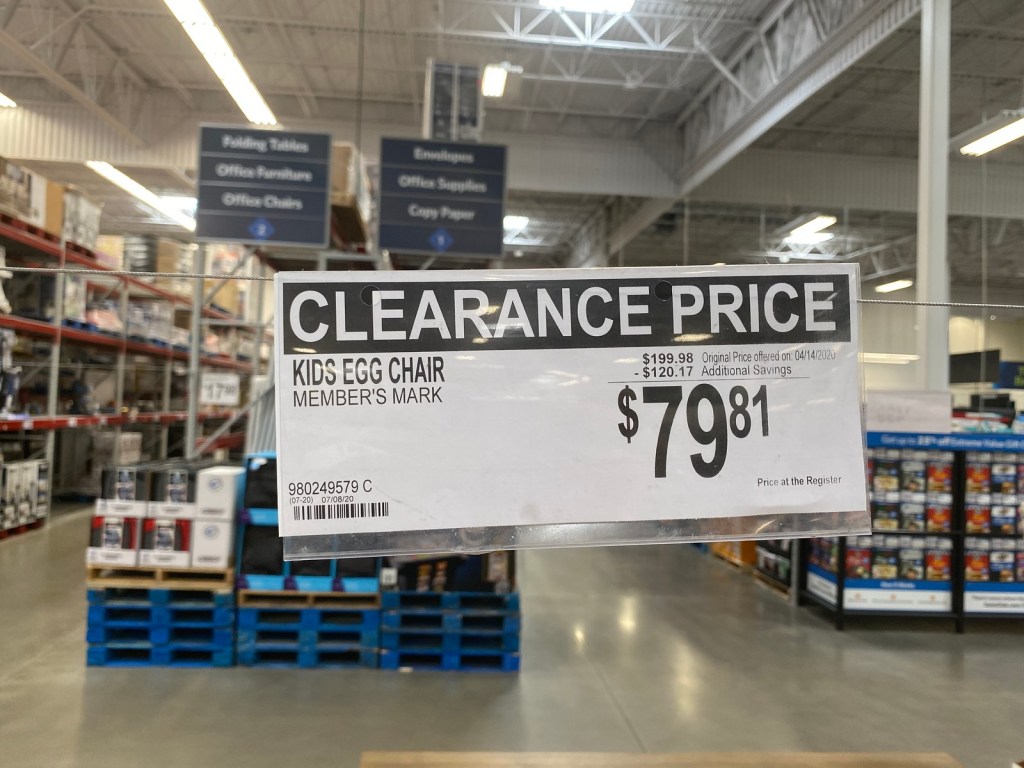 Folding Tables
Office Furniture
Office Chairs
2
Envelopes
Office Supplies
Copy Paper
1
CLEARANCE PRICE
KIDS EGG CHAIR
MEMBER'S MARK
$199.98 Original Price offered on: 04/14/2020
- $120.17 Additional Savings
$79 81
Price at the Register
980249579 C
(07-20) 07/08/20